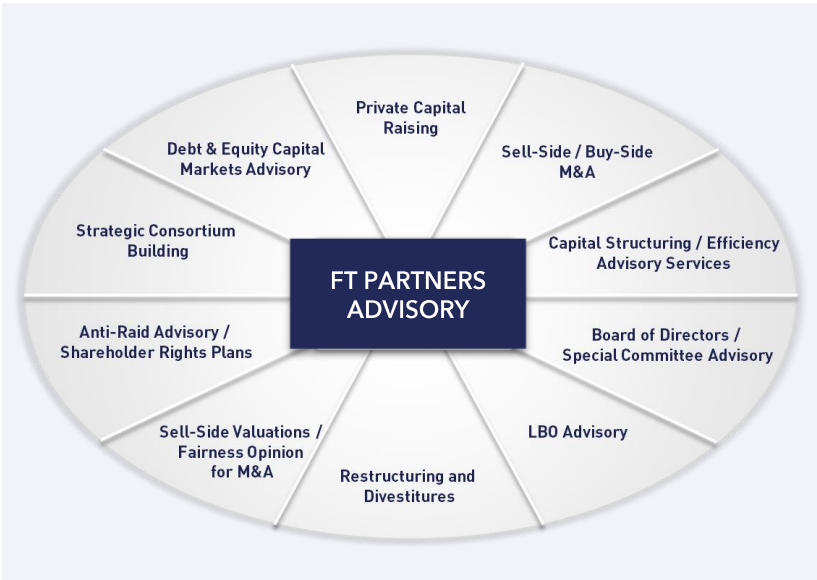 Private Capital
Raising
Sell-Side / Buy-Side
M&A
Capital Structuring / Efficiency
Advisory Services
Board of Directors /
Special Committee Advisory
LBO Advisory
Restructuring and
Divestitures
Sell-Side Valuations /
Fairness Opinion
for M&A
Anti-Raid Advisory /
Shareholder Rights Plans
Strategic Consortium
Building
Debt & Equity Capital
Markets Advisory
FT PARTNERS
ADVISORY